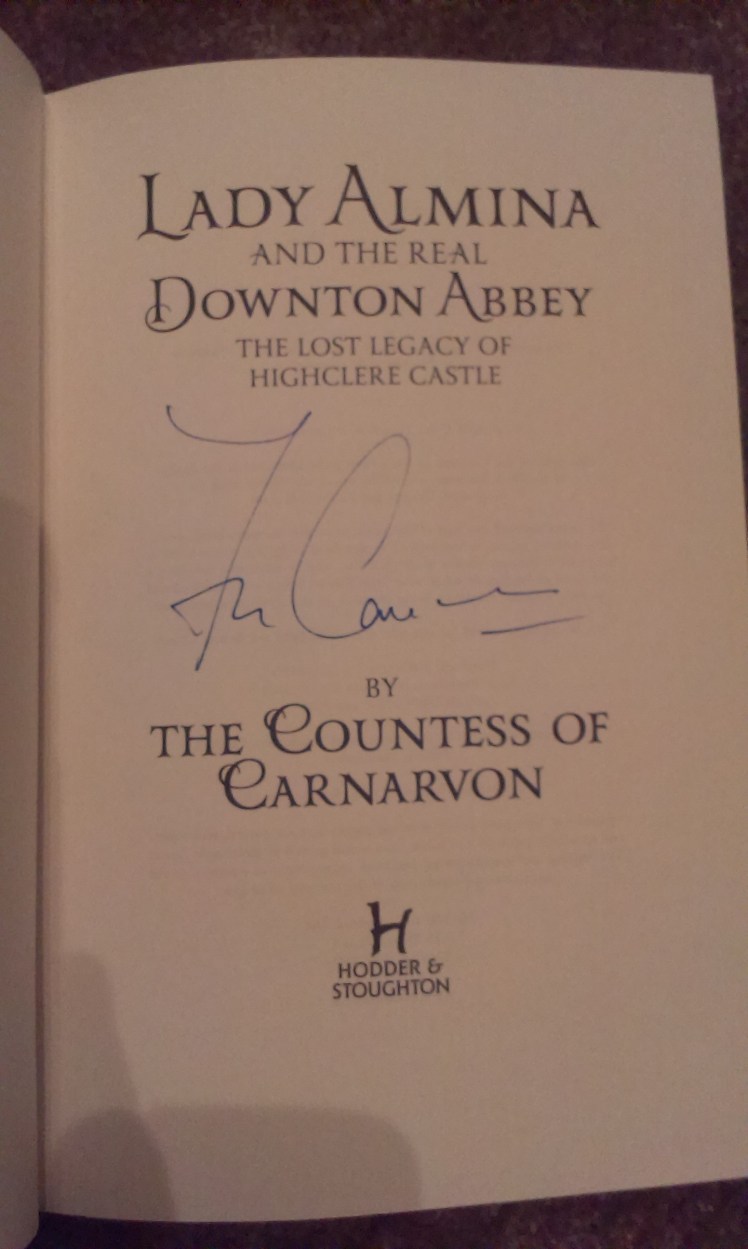 LADY ALMINA
AND THE REAL
DOWNTON ABBEY
THE LOST LEGACY OF
HIGHCLERE CASTLE
BY
THE COUNTESS OF
CARNARVON
H
HODDER &
STOUGHTON